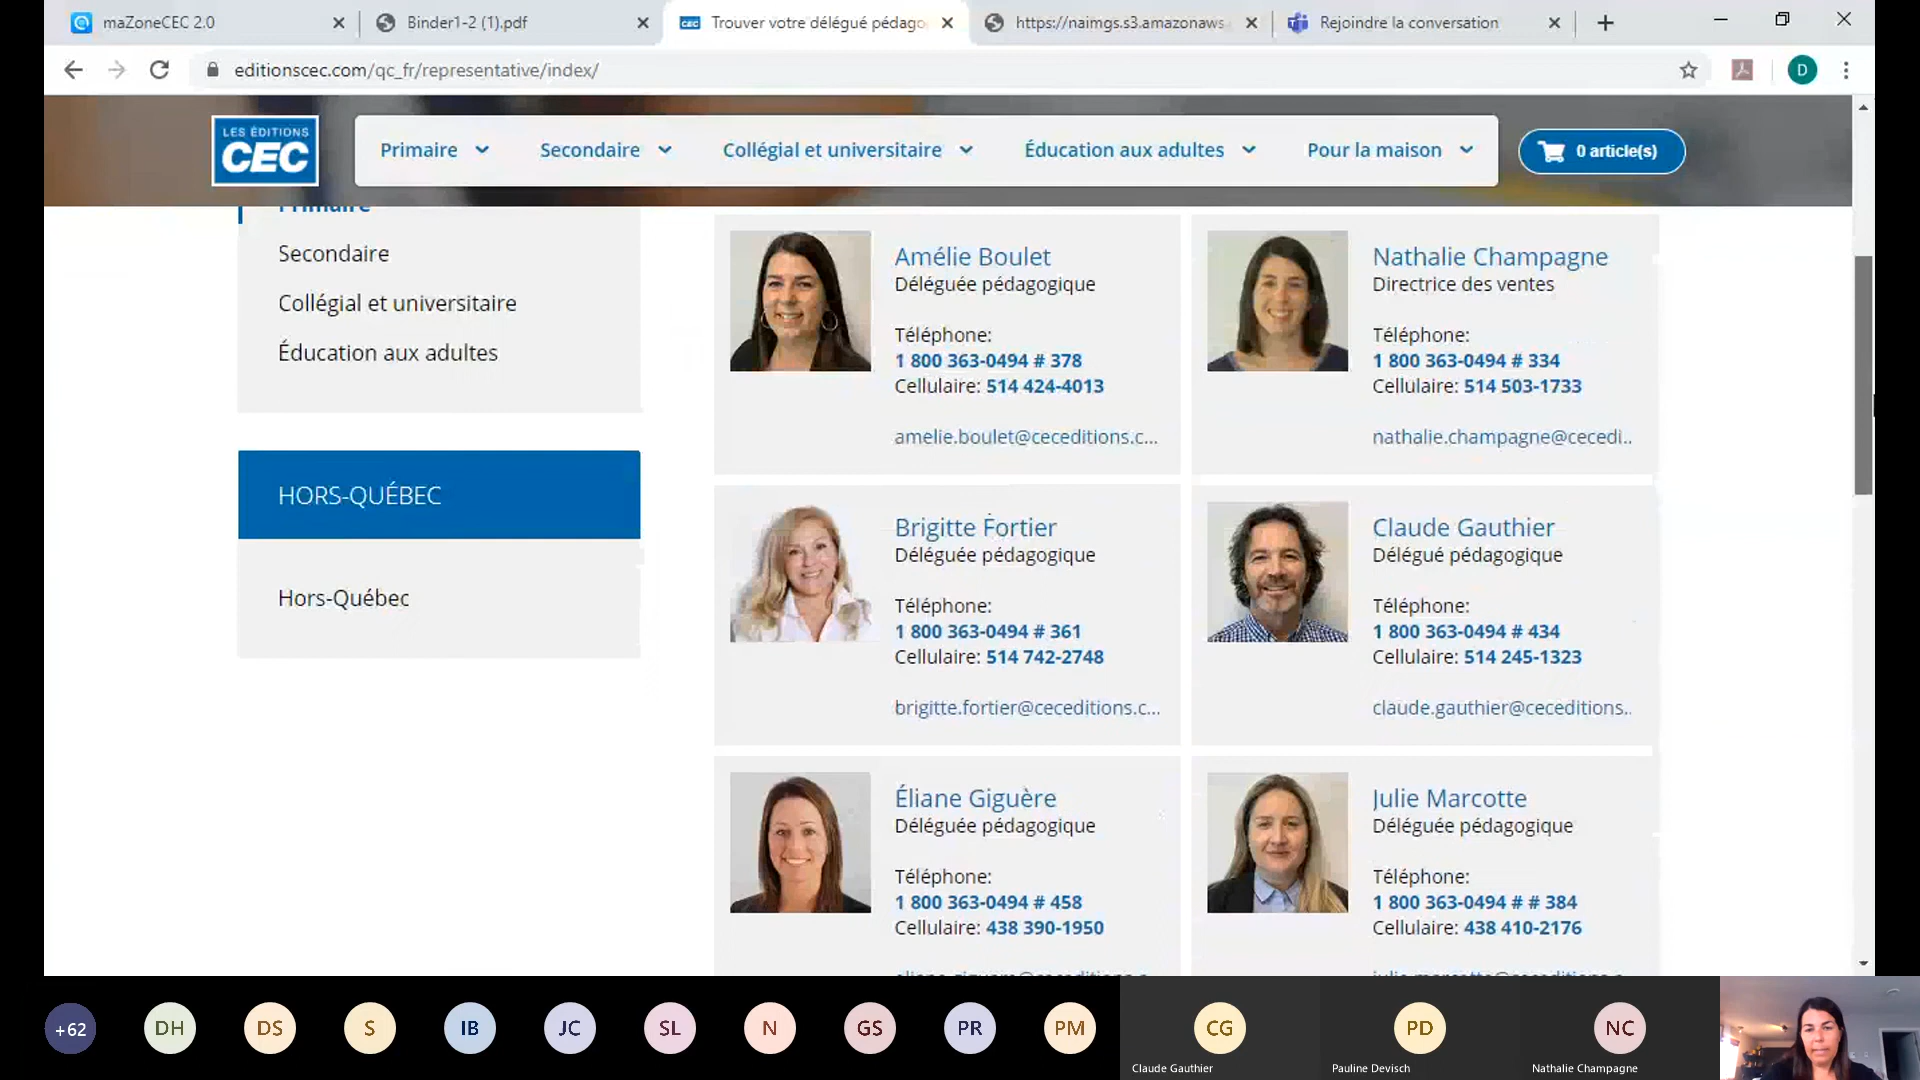 maZoneCEC 2.0
Binder1-2 (1).pdf
Trouver votre délégué pédago
https://naimgs.s3.amazonaws
Rejoindre la conversation
editionscec.com/qc_fr/representative/index/
D
LES ÉDITIONS
CEC
Primaire
Secondaire
Collégial et universitaire
Éducation aux adultes
Pour la maison
0 article(s)
Primaire
Secondaire
Collégial et universitaire
Éducation aux adultes
HORS-QUÉBEC
Hors-Québec
Amélie Boulet
Déléguée pédagogique
Téléphone:
1 800 363-0494 # 378
Cellulaire: 514 424-4013
amelie.boulet@ceceditions.c...
Nathalie Champagne
Directrice des ventes
Téléphone:
1 800 363-0494 # 334
Cellulaire: 514 503-1733
nathalie.champagne@cecedi..
Brigitte Fortier
Déléguée pédagogique
Téléphone:
1 800 363-0494 # 361
Cellulaire: 514 742-2748
brigitte.fortier@ceceditions.c...
Claude Gauthier
Délégué pédagogique
Téléphone:
1 800 363-0494 # 434
Cellulaire: 514 245-1323
claude.gauthier@ceceditions..
Éliane Giguère
Déléguée pédagogique
Téléphone:
1 800 363-0494 # 458
Cellulaire: 438 390-1950
Julie Marcotte
Déléguée pédagogique
Téléphone:
1 800 363-0494 # # 384
Cellulaire: 438 410-2176
+62
DH
DS
S
IB
JC
SL
N
GS
PR
PM
CG
Claude Gauthier
PD
Pauline Devisch
NC
Nathalie Champagne